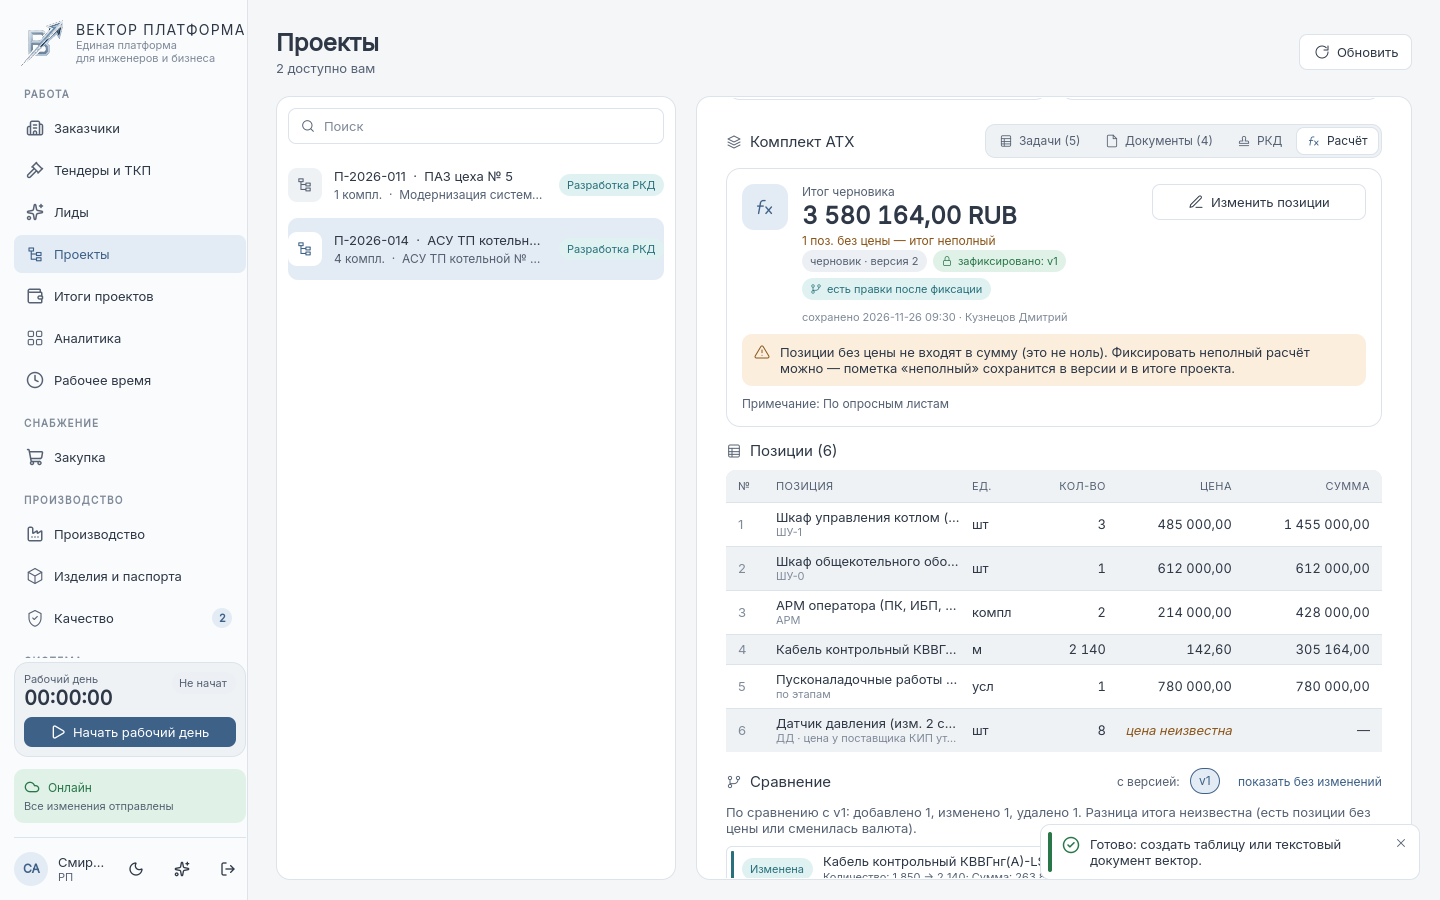 ВЕКТОР ПЛАТФОРМА
Единая платформа
для инженеров и бизнеса
РАБОТА
Заказчики
Тендеры и ТКП
Лиды
Проекты
Итоги проектов
Аналитика
Рабочее время
СНАБЖЕНИЕ
Закупка
ПРОИЗВОДСТВО
Производство
Изделия и паспорта
Качество
2
Рабочий день
Не начат
00:00:00
Начать рабочий день
Онлайн
Все изменения отправлены
СА
Смир...
РП
Проекты
2 доступно вам
Обновить
Поиск
П-2026-011 · ПАЗ цеха № 5
1 компл. · Модернизация систем...
Разработка РКД
П-2026-014 · АСУ ТП котельн...
4 компл. · АСУ ТП котельной № ...
Разработка РКД
Комплект АТХ
Задачи (5)
Документы (4)
РКД
Расчёт
Итог черновика
3 580 164,00 RUB
Изменить позиции
1 поз. без цены — итог неполный
черновик · версия 2
зафиксировано: v1
есть правки после фиксации
сохранено 2026-11-26 09:30 · Кузнецов Дмитрий
Позиции без цены не входят в сумму (это не ноль). Фиксировать неполный расчёт
можно — пометка «неполный» сохранится в версии и в итоге проекта.
Примечание: По опросным листам
Позиции (6)
№ ПОЗИЦИЯ ЕД. КОЛ-ВО ЦЕНА СУММА
1 Шкаф управления котлом (... шт 3 485 000,00 1 455 000,00
ШУ-1
2 Шкаф общекотельного обо... шт 1 612 000,00 612 000,00
ШУ-0
3 АРМ оператора (ПК, ИБП, ... компл 2 214 000,00 428 000,00
АРМ
4 Кабель контрольный КВВГ... м 2 140 142,60 305 164,00
5 Пусконаладочные работы ... усл 1 780 000,00 780 000,00
по этапам
6 Датчик давления (изм. 2 с... шт 8 цена неизвестна —
ДД · цена у поставщика КИП ут...
Сравнение
с версией:
v1
показать без изменений
По сравнению с v1: добавлено 1, изменено 1, удалено 1. Разница итога неизвестна (есть позиции без
цены или сменилась валюта).
Изменена
Кабель контрольный КВВГнг(А)-LS
Количество: 1 850 → 2 140; Сумма: 263 8
Готово: создать таблицу или текстовый
документ вектор.